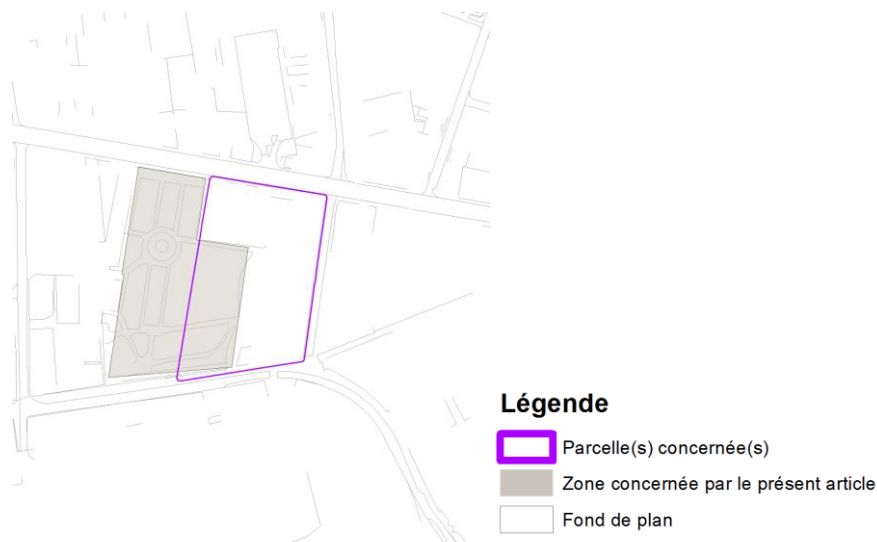 Légende
Parcelle(s) concernée(s)
Zone concernée par le présent article
Fond de plan